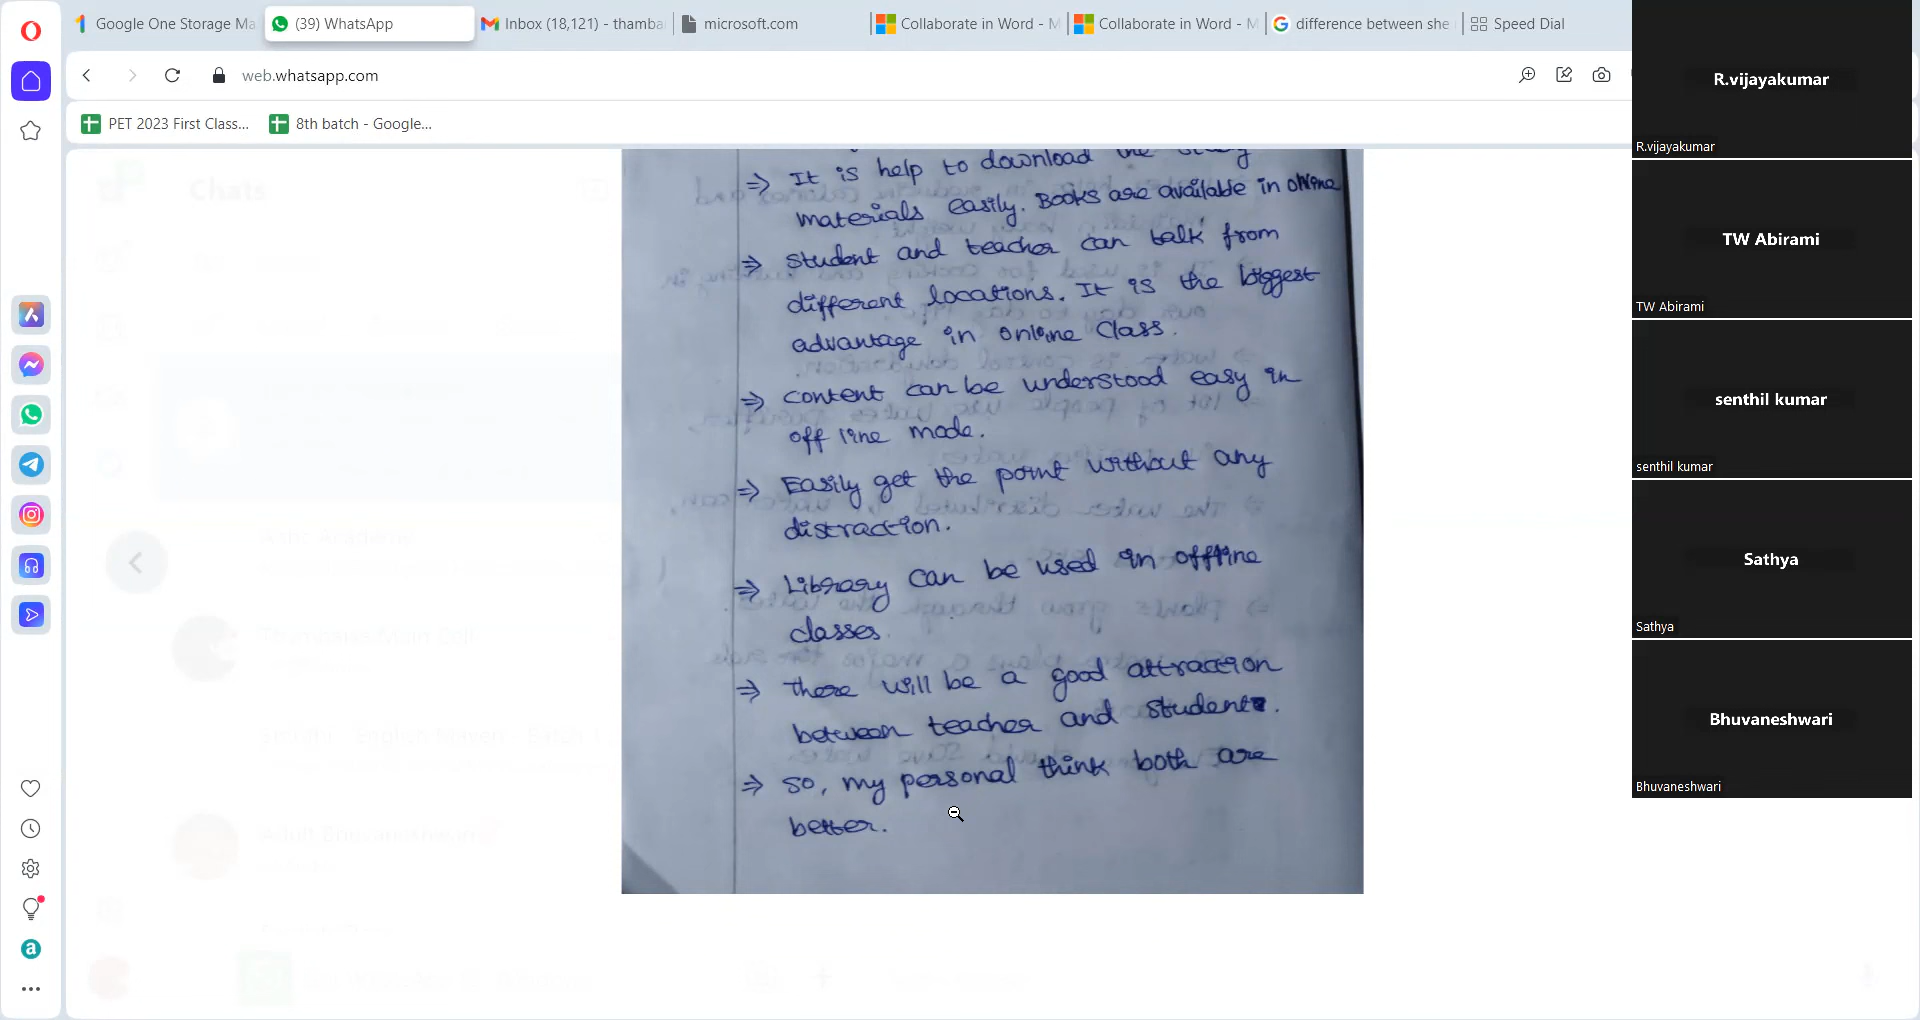 Google One Storage Ma
(39) WhatsApp
Inbox (18,121) - thamba
microsoft.com
Collaborate in Word - M
Collaborate in Word - M
difference between she
Speed Dial
web.whatsapp.com
PET 2023 First Class...
8th batch - Google...
Chats
=> It is help to download the
materials easily. Books are available in online
=> Student and teacher can talk from
different locations. It is the biggest
advantage in online Class.
=> content can be understood easy in
off line mode.
=> Easily get the point without any
distraction.
=> Library can be used in offline
classes.
=> there will be a good attraction
between teacher and student.
=> so, my personal think both are
better.
R.vijayakumar
R.vijayakumar
TW Abirami
TW Abirami
senthil kumar
senthil kumar
Sathya
Sathya
Bhuvaneshwari
Bhuvaneshwari